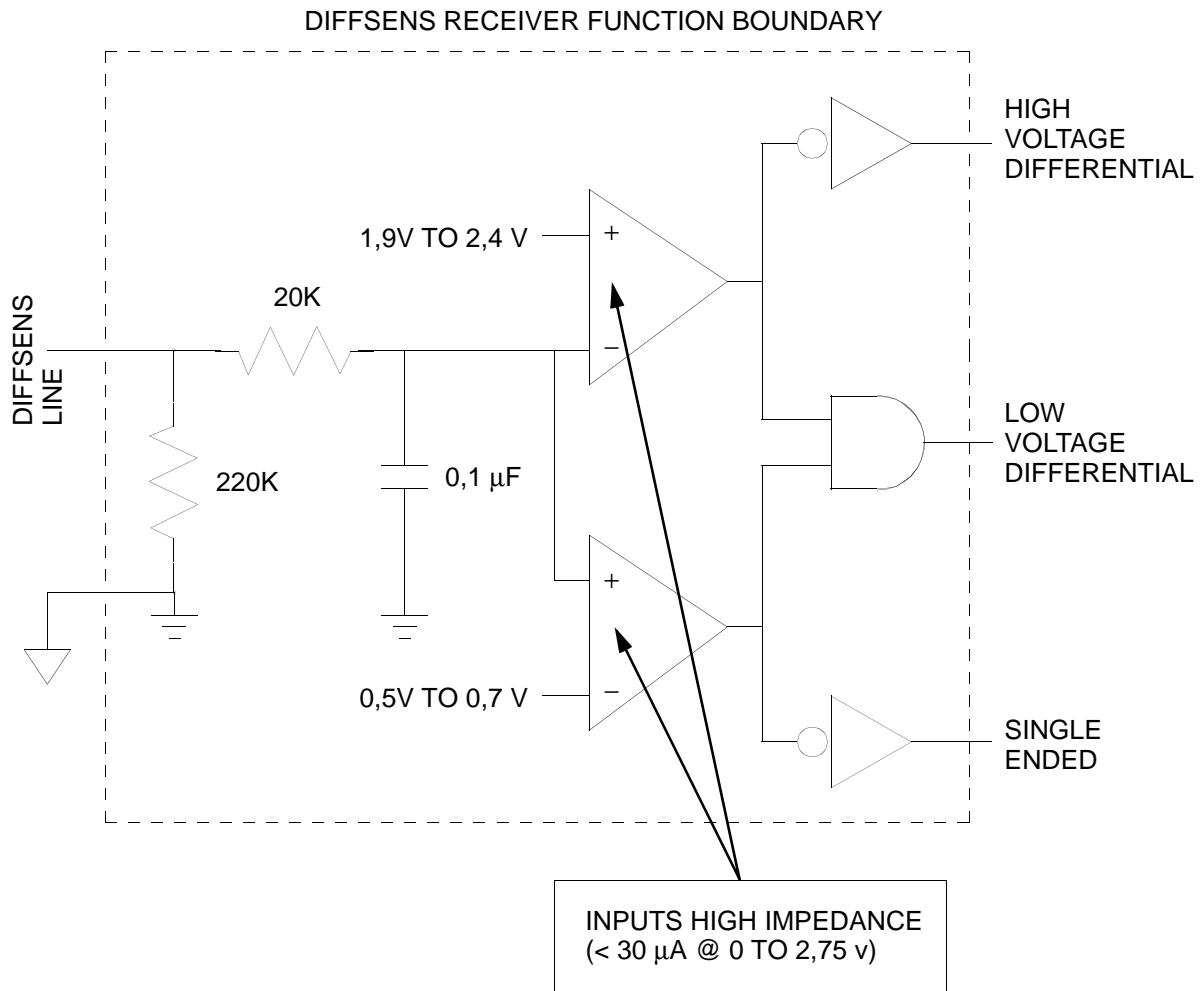 DIFFSENS RECEIVER FUNCTION BOUNDARY
HIGH
VOLTAGE
DIFFERENTIAL
1,9V TO 2,4 V
+
20K
−
DIFFSENS
LINE
LOW
VOLTAGE
DIFFERENTIAL
220K
0,1 μF
+
0,5V TO 0,7 V
−
SINGLE
ENDED
INPUTS HIGH IMPEDANCE
(< 30 μA @ 0 TO 2,75 v)